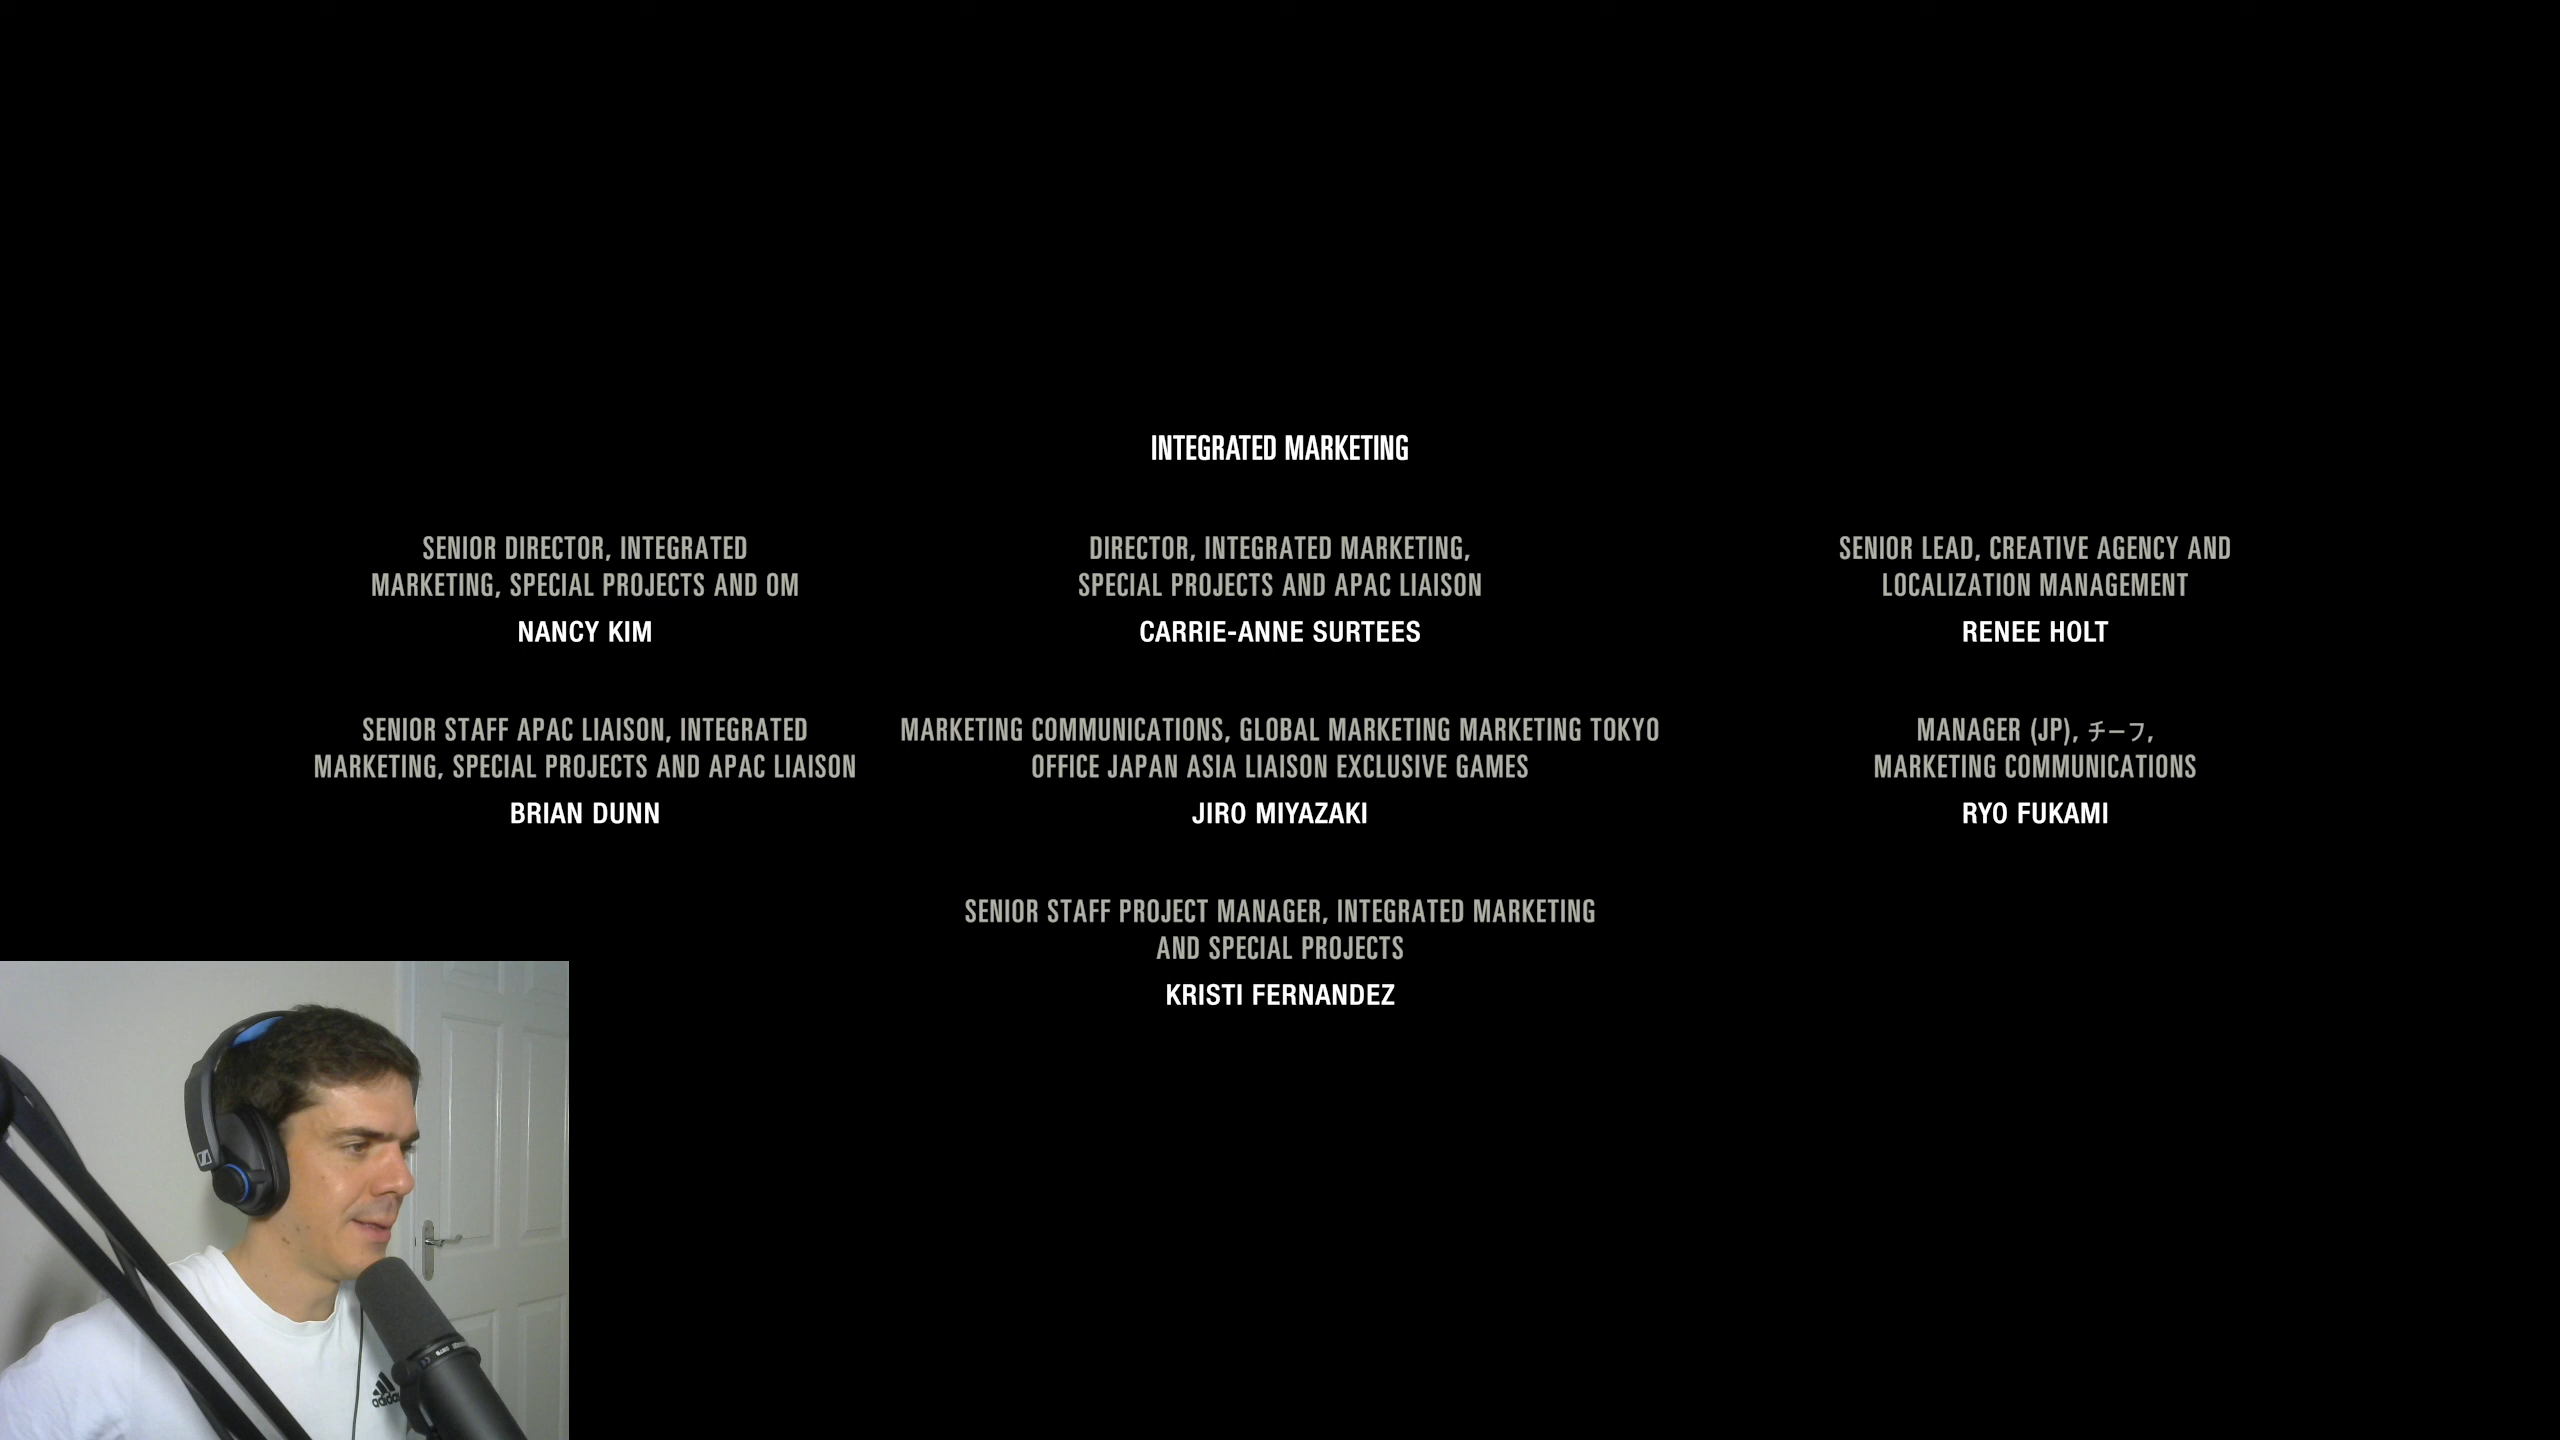 INTEGRATED MARKETING
SENIOR DIRECTOR, INTEGRATED
MARKETING, SPECIAL PROJECTS AND OM
NANCY KIM
DIRECTOR, INTEGRATED MARKETING,
SPECIAL PROJECTS AND APAC LIAISON
CARRIE-ANNE SURTEES
SENIOR LEAD, CREATIVE AGENCY AND
LOCALIZATION MANAGEMENT
RENEE HOLT
SENIOR STAFF APAC LIAISON, INTEGRATED
MARKETING, SPECIAL PROJECTS AND APAC LIAISON
BRIAN DUNN
MARKETING COMMUNICATIONS, GLOBAL MARKETING MARKETING TOKYO
OFFICE JAPAN ASIA LIAISON EXCLUSIVE GAMES
JIRO MIYAZAKI
MANAGER (JP), チーフ,
MARKETING COMMUNICATIONS
RYO FUKAMI
SENIOR STAFF PROJECT MANAGER, INTEGRATED MARKETING
AND SPECIAL PROJECTS
KRISTI FERNANDEZ